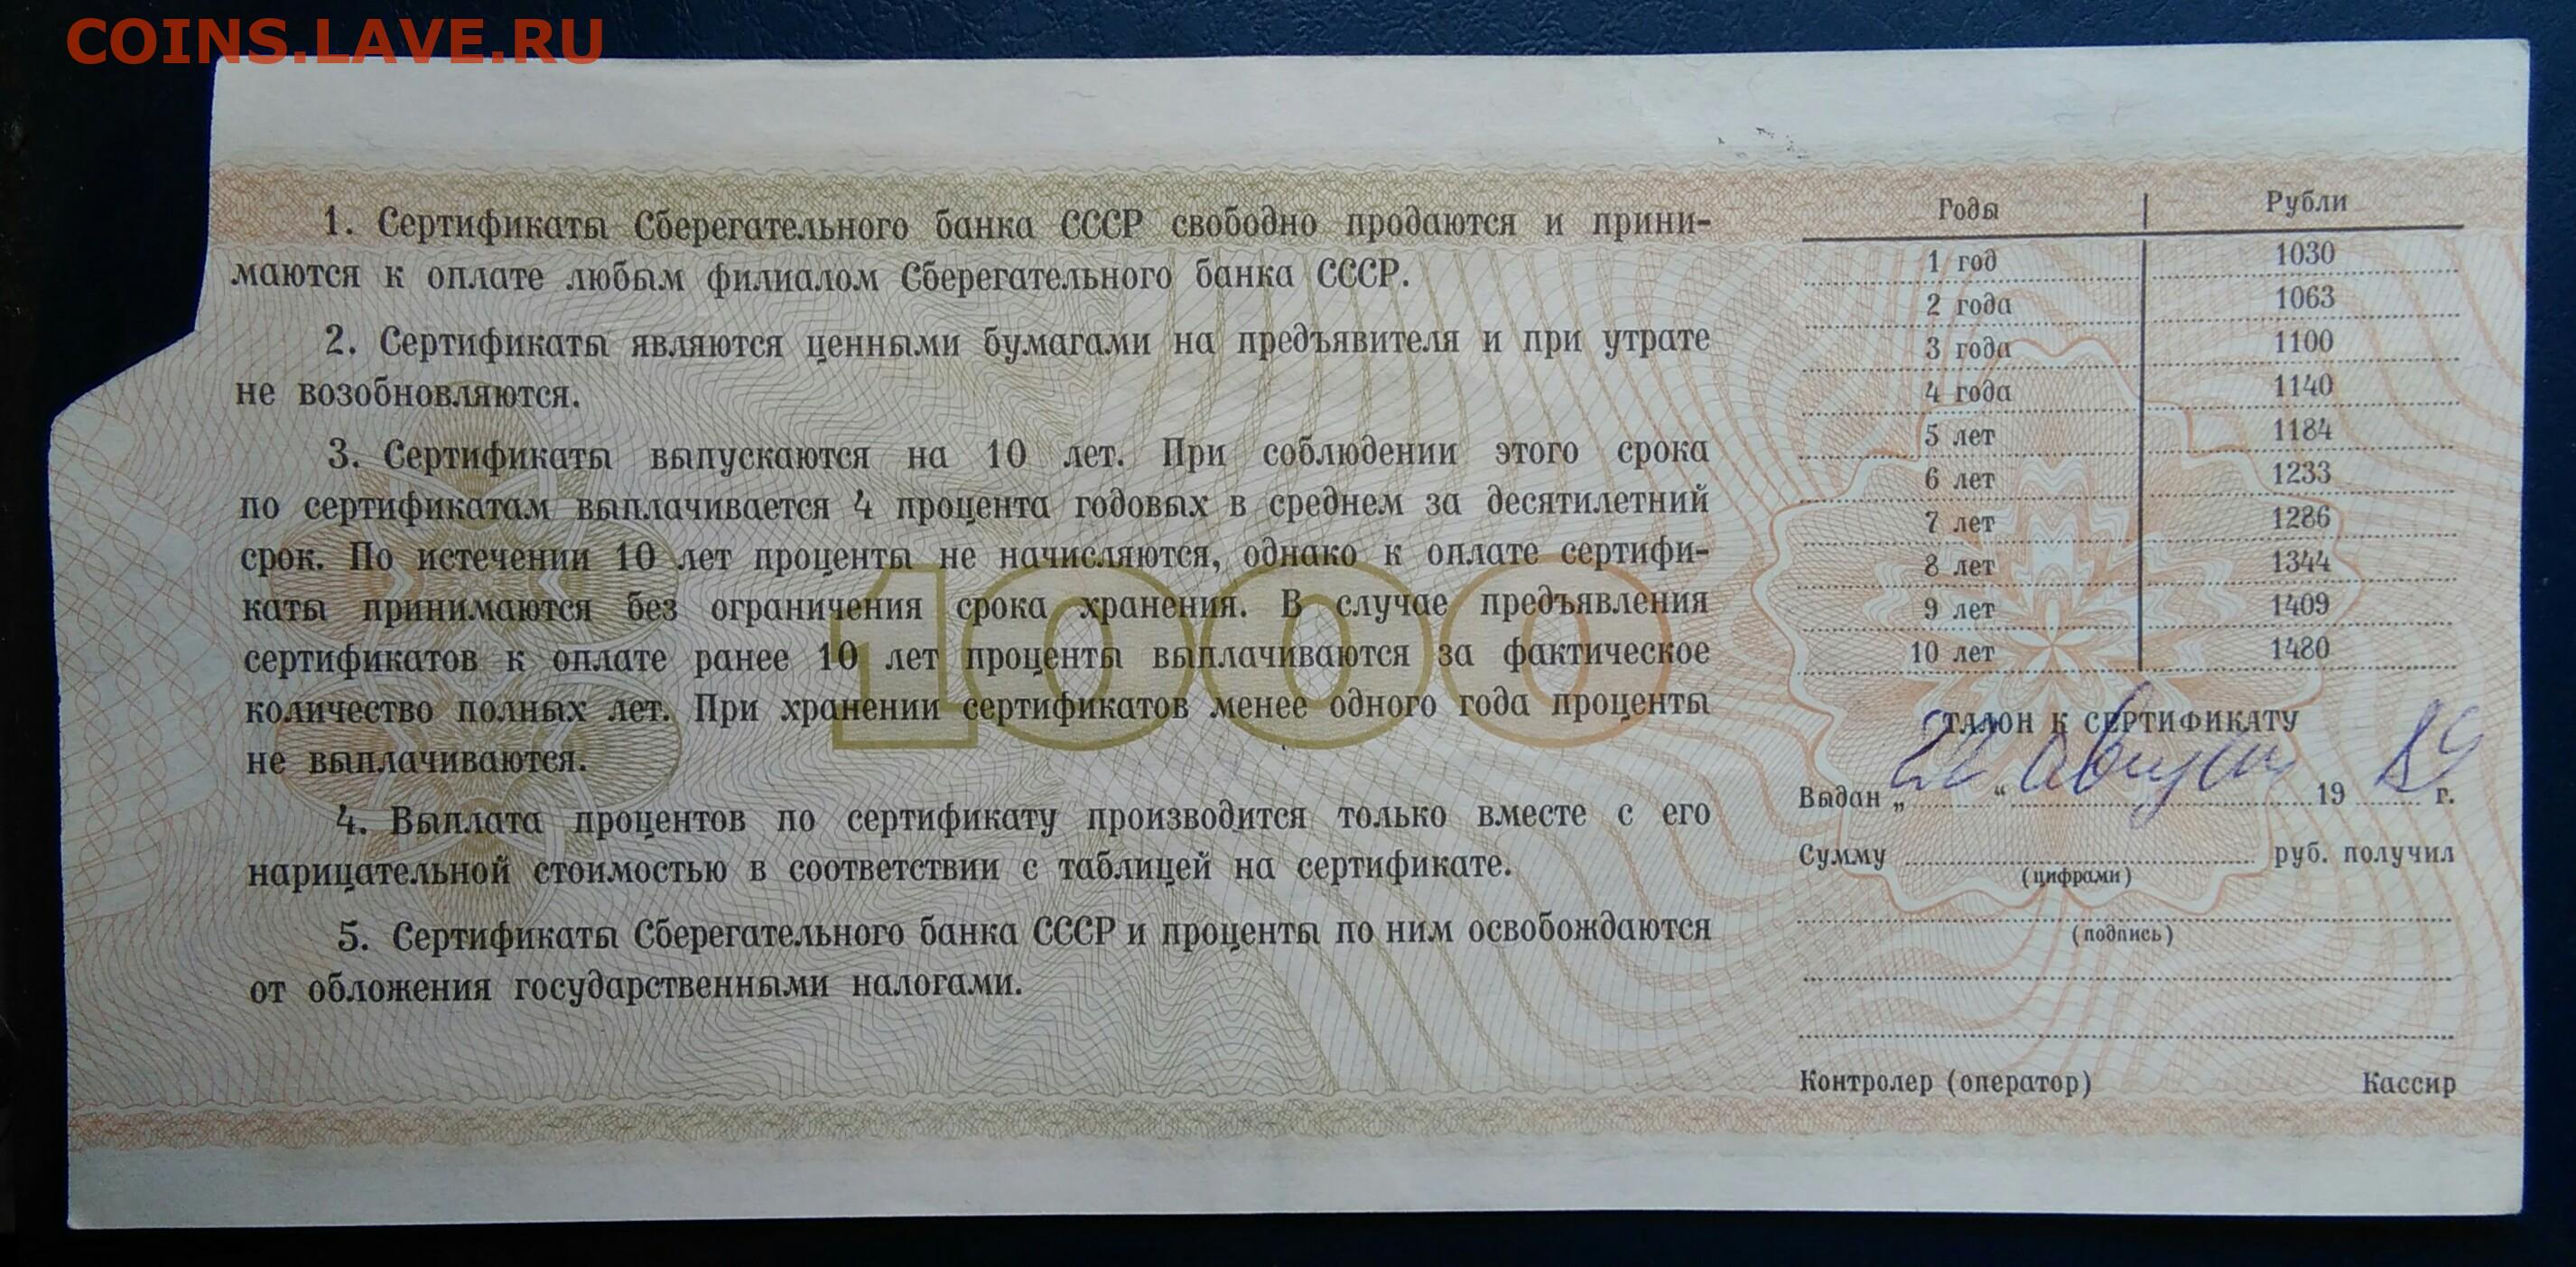 COINS.LAVE.RU
1. Сертификаты Сберегательного банка СССР свободно продаются и прини-
маются к оплате любым филиалом Сберегательного банка СССР.
2. Сертификаты являются ценными бумагами на предъявителя и при утрате
не возобновляются.
3. Сертификаты выпускаются на 10 лет. При соблюдении этого срока
по сертификатам выплачивается 4 процента годовых в среднем за десятилетний
срок. По истечении 10 лет проценты не начисляются, однако к оплате сертифи-
каты принимаются без ограничения срока хранения. В случае предъявления
сертификатов к оплате ранее 10 лет проценты выплачиваются за фактическое
количество полных лет. При хранении сертификатов менее одного года проценты
не выплачиваются.
4. Выплата процентов по сертификату производится только вместе с его
нарицательной стоимостью в соответствии с таблицей на сертификате.
5. Сертификаты Сберегательного банка СССР и проценты по ним освобождаются
от обложения государственными налогами.
1000
Годы Рубли
1 год 1030
2 года 1063
3 года 1100
4 года 1140
5 лет 1184
6 лет 1233
7 лет 1286
8 лет 1344
9 лет 1409
10 лет 1480
ТАЛОН К СЕРТИФИКАТУ
Выдан „ “ август 19 89 г.
Сумму руб. получил
(цифрами)
(подпись)
Контролер (оператор) Кассир